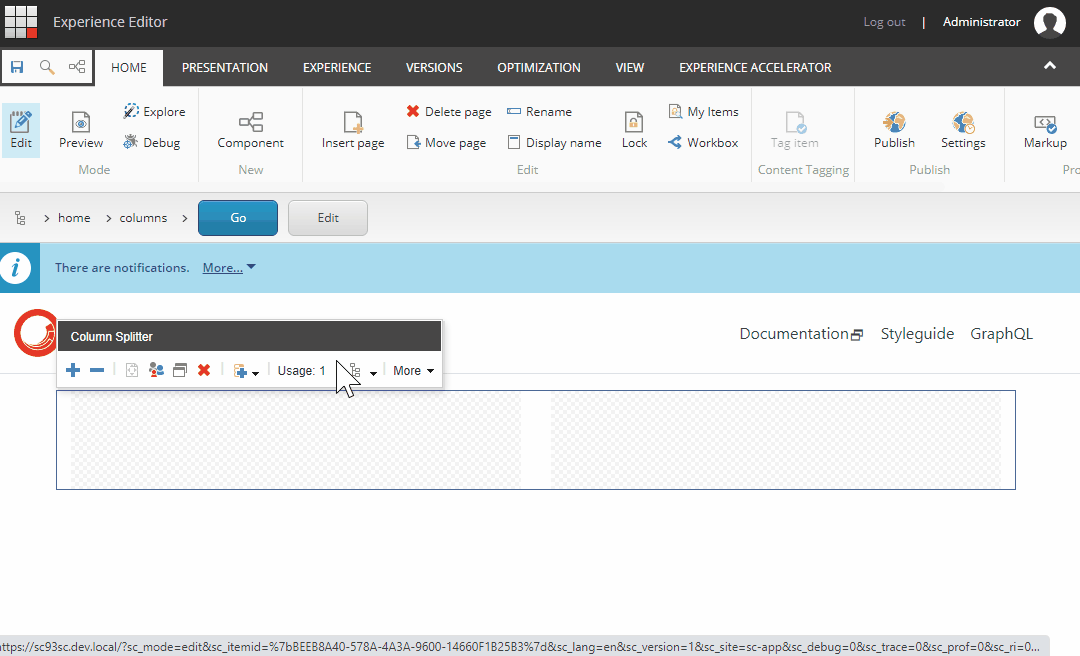 Experience Editor
Log out | Administrator
HOME PRESENTATION EXPERIENCE VERSIONS OPTIMIZATION VIEW EXPERIENCE ACCELERATOR
Explore Delete page Rename My Items
Edit Preview Debug Component Insert page Move page Display name Lock Workbox Tag item Publish Settings Markup
Mode New Edit Content Tagging Publish Pro
home columns Go Edit
There are notifications. More...
Documentation Styleguide GraphQL
Column Splitter
Usage: 1 More
https://sc93sc.dev.local/?sc_mode=edit&sc_itemid=%7bBEEB8A40-578A-4A3A-9600-14660F1B25B3%7d&sc_lang=en&sc_version=1&sc_site=sc-app&sc_debug=0&sc_trace=0&sc_prof=0&sc_ri=0...